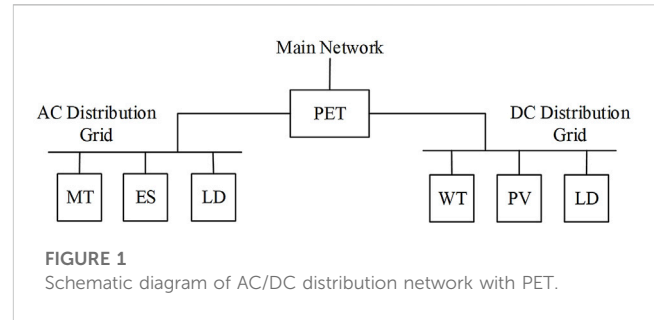 Main Network
AC Distribution
Grid
PET
DC Distribution
Grid
MT
ES
LD
WT
PV
LD
FIGURE 1
Schematic diagram of AC/DC distribution network with PET.